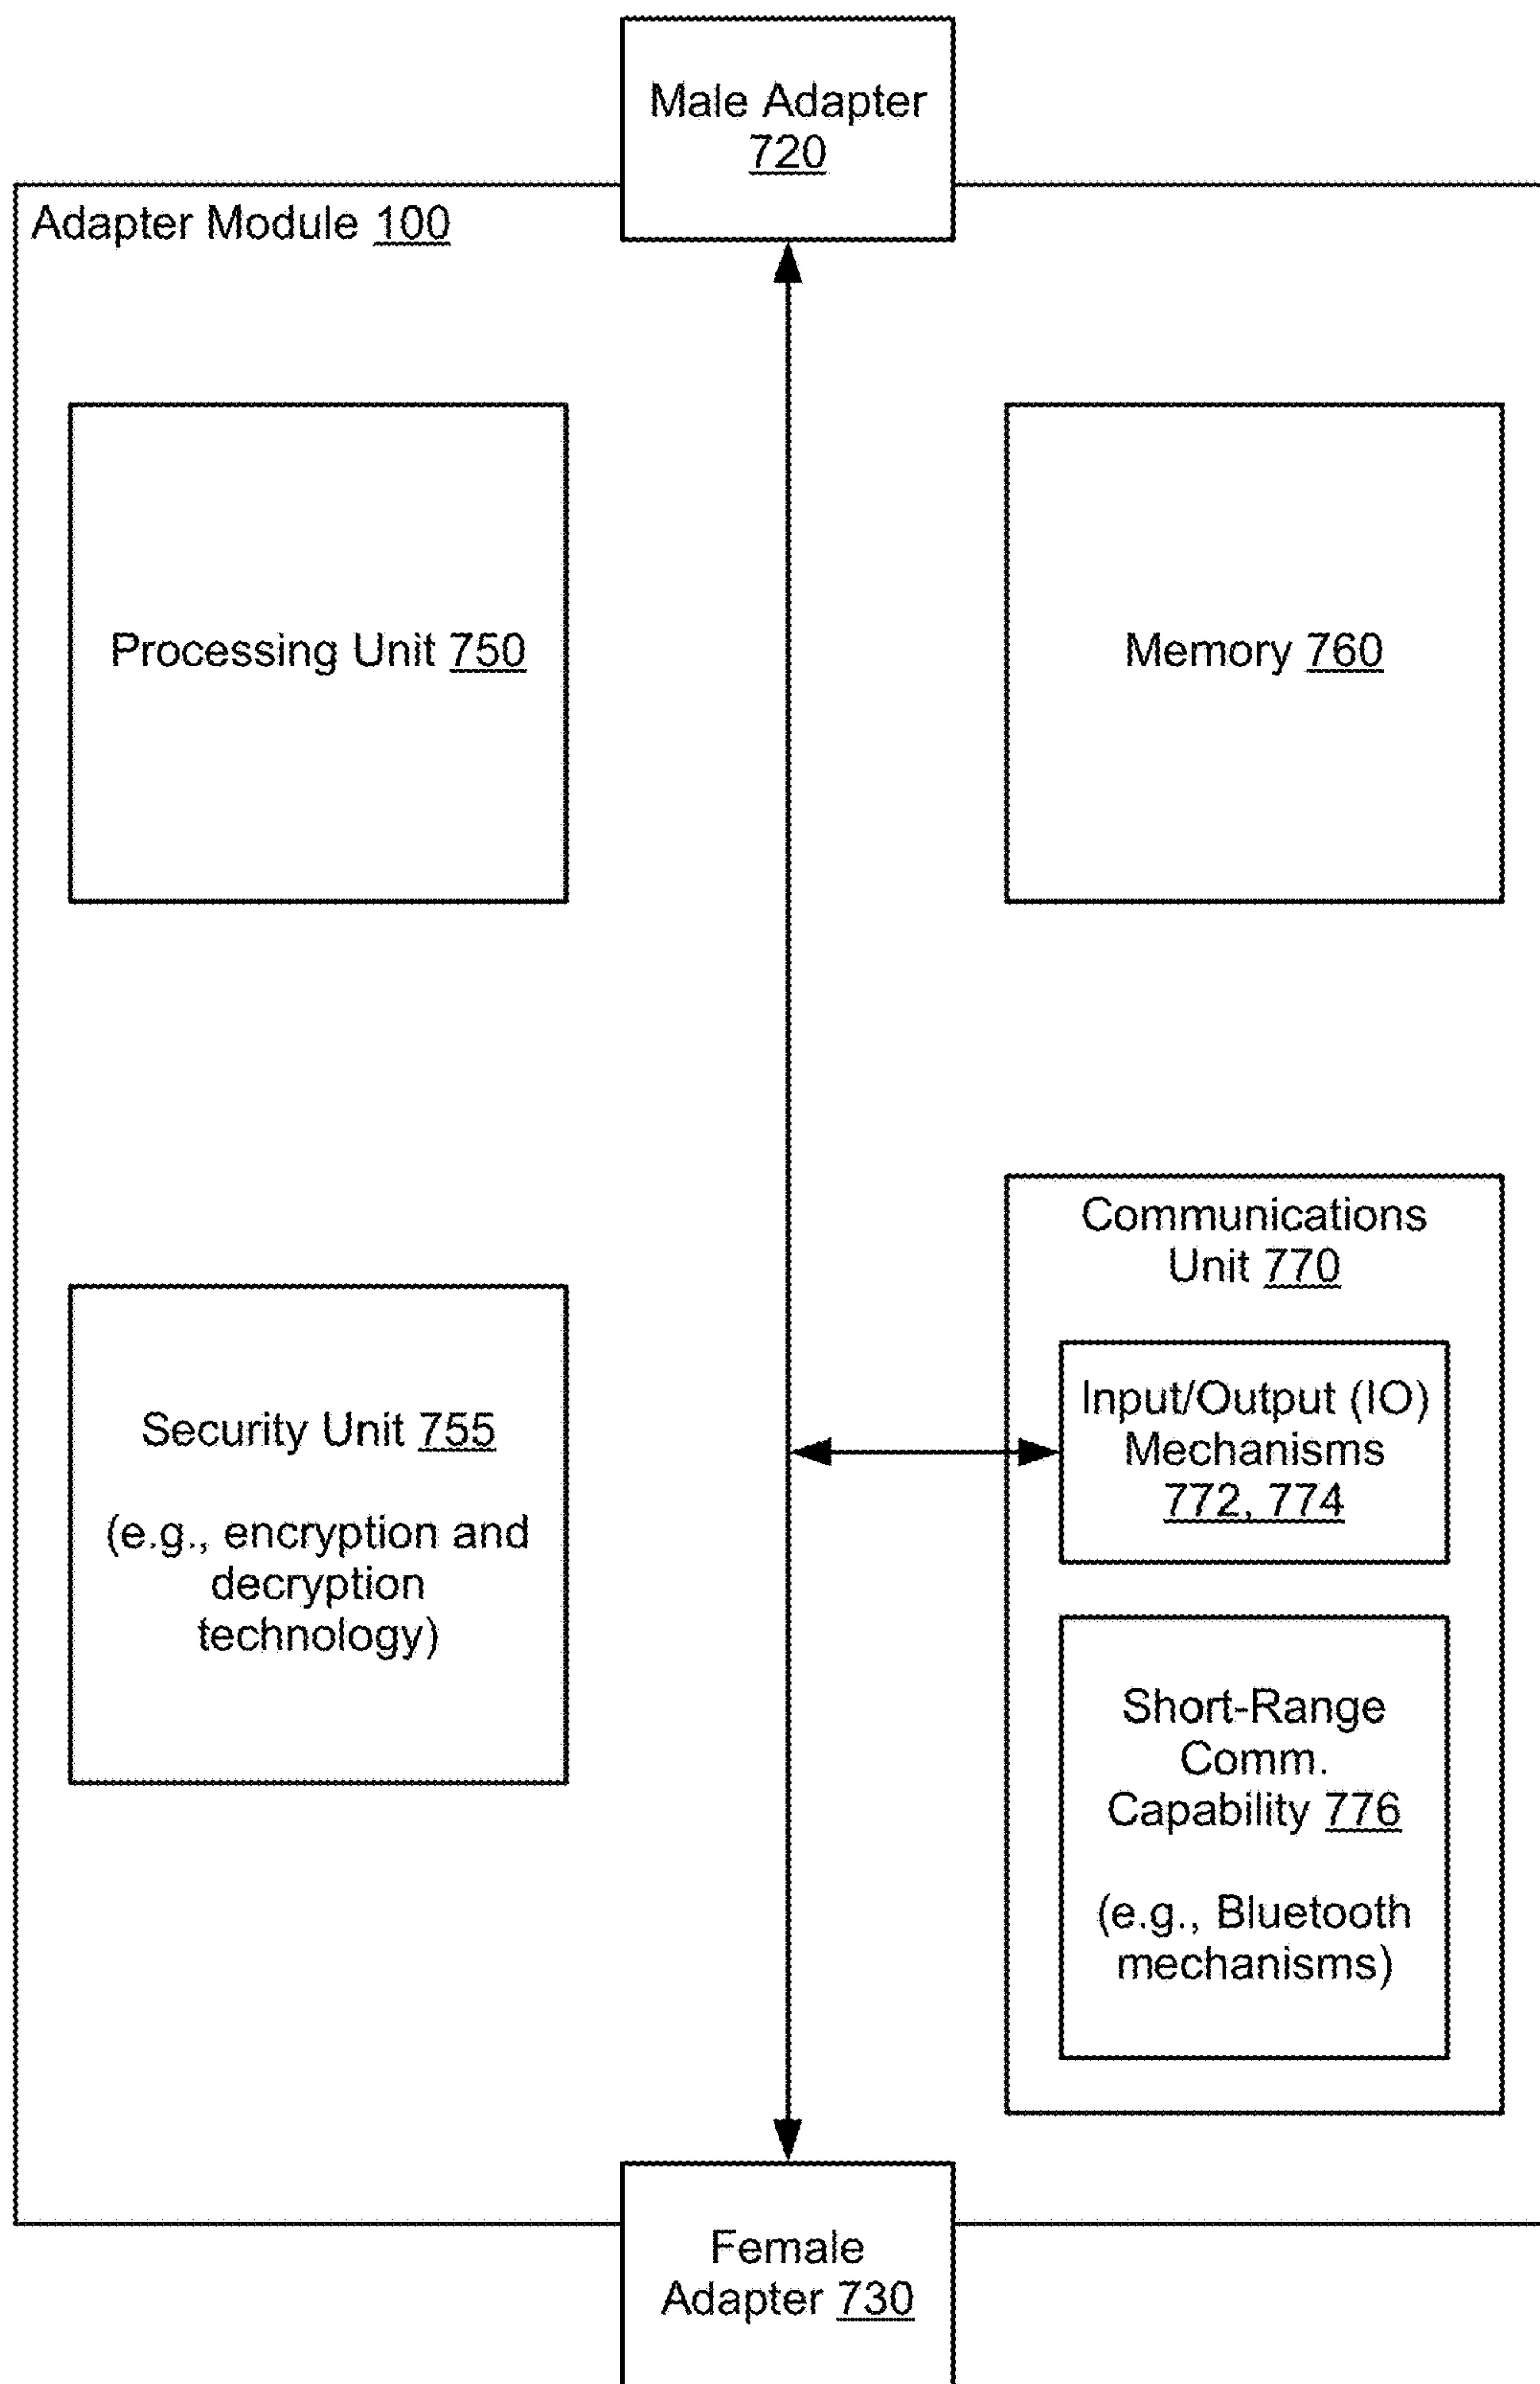 Male Adapter
720
Adapter Module 100
Processing Unit 750
Memory 760
Communications
Unit 770
Input/Output (IO)
Mechanisms
772, 774
Security Unit 755
(e.g., encryption and
decryption
technology)
Short-Range
Comm.
Capability 776
(e.g., Bluetooth
mechanisms)
Female
Adapter 730